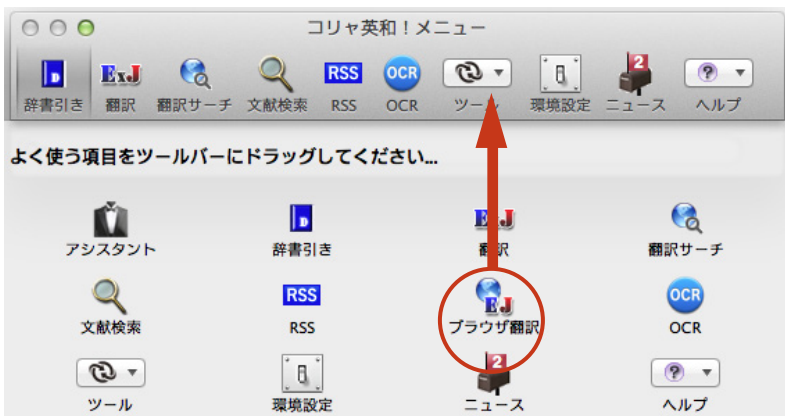 コリャ英和！メニュー
D ExJ RSS OCR 2 ?
辞書引き 翻訳 翻訳サーチ 文献検索 RSS OCR ツール 環境設定 ニュース ヘルプ
よく使う項目をツールバーにドラッグしてください...
D ExJ
アシスタント 辞書引き 翻訳 翻訳サーチ
RSS EJ OCR
文献検索 RSS ブラウザ翻訳 OCR
2 ?
ツール 環境設定 ニュース ヘルプ